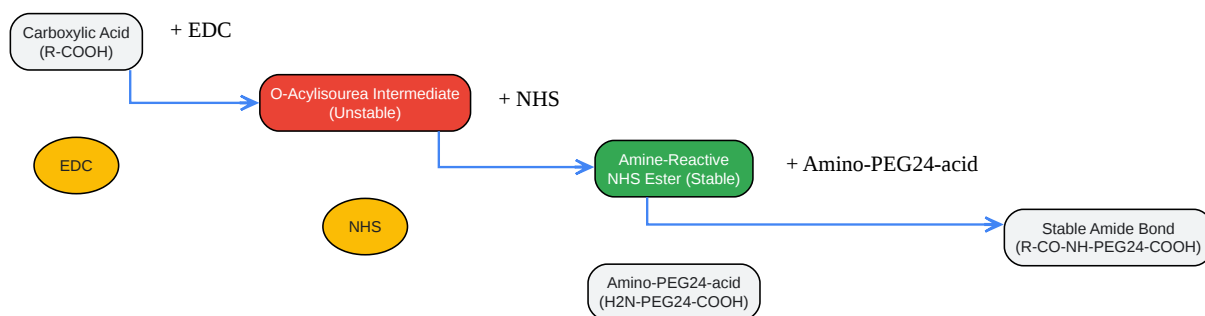 Carboxylic Acid
(R-COOH)
+ EDC
O-Acylisourea Intermediate
(Unstable)
+ NHS
EDC
Amine-Reactive
NHS Ester (Stable)
+ Amino-PEG24-acid
NHS
Stable Amide Bond
(R-CO-NH-PEG24-COOH)
Amino-PEG24-acid
(H2N-PEG24-COOH)